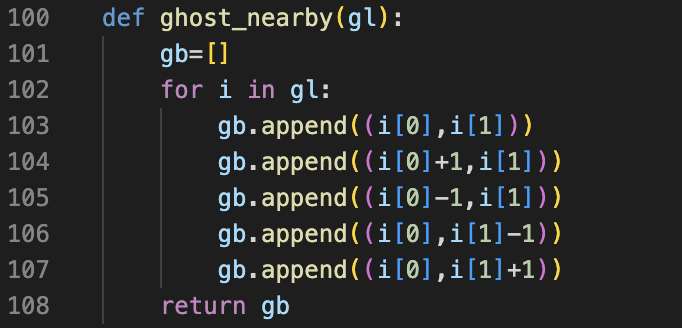 100 def ghost_nearby(gl):
101 gb=[]
102 for i in gl:
103 gb.append((i[0],i[1]))
104 gb.append((i[0]+1,i[1]))
105 gb.append((i[0]-1,i[1]))
106 gb.append((i[0],i[1]-1))
107 gb.append((i[0],i[1]+1))
108 return gb